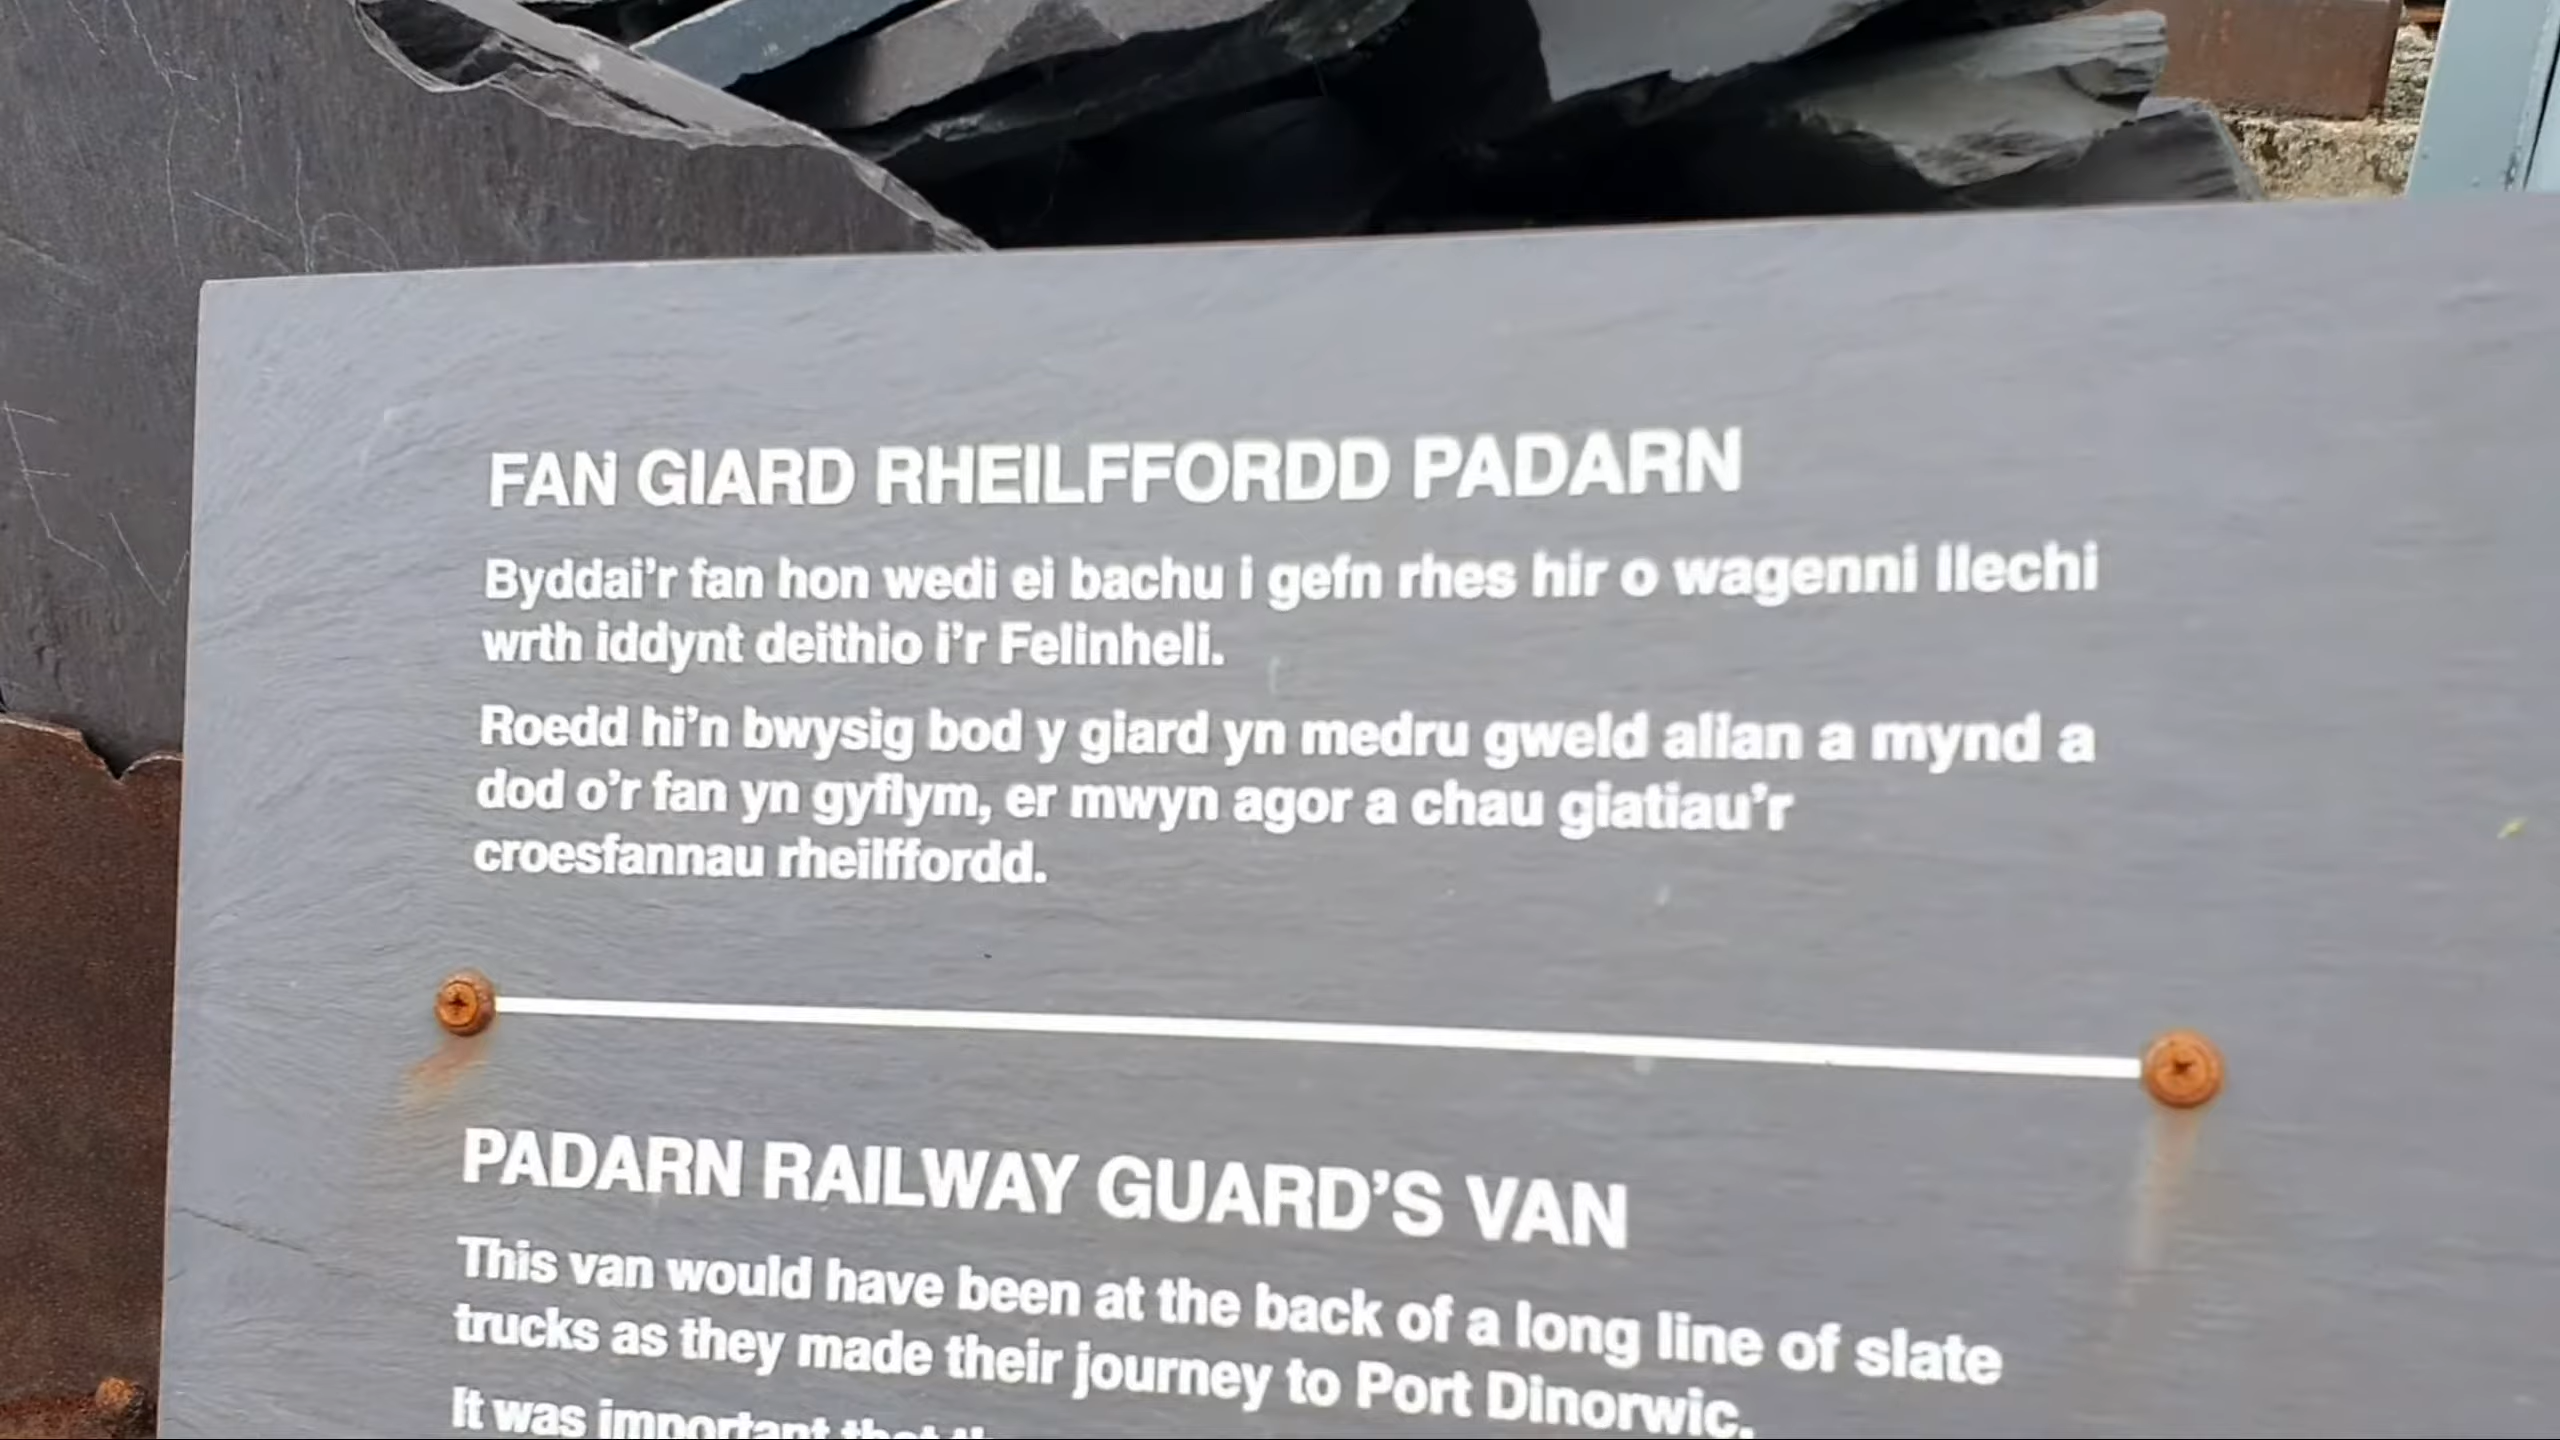 FAN GIARD RHEILFFORDD PADARN
Byddai'r fan hon wedi ei bachu i gefn rhes hir o wagenni llechi
wrth iddynt deithio i'r Felinheli.
Roedd hi'n bwysig bod y giard yn medru gweld allan a mynd a
dod o'r fan yn gyflym, er mwyn agor a chau giatiau'r
croesfannau rheilffordd.
PADARN RAILWAY GUARD'S VAN
This van would have been at the back of a long line of slate
trucks as they made their journey to Port Dinorwic.
It was important that